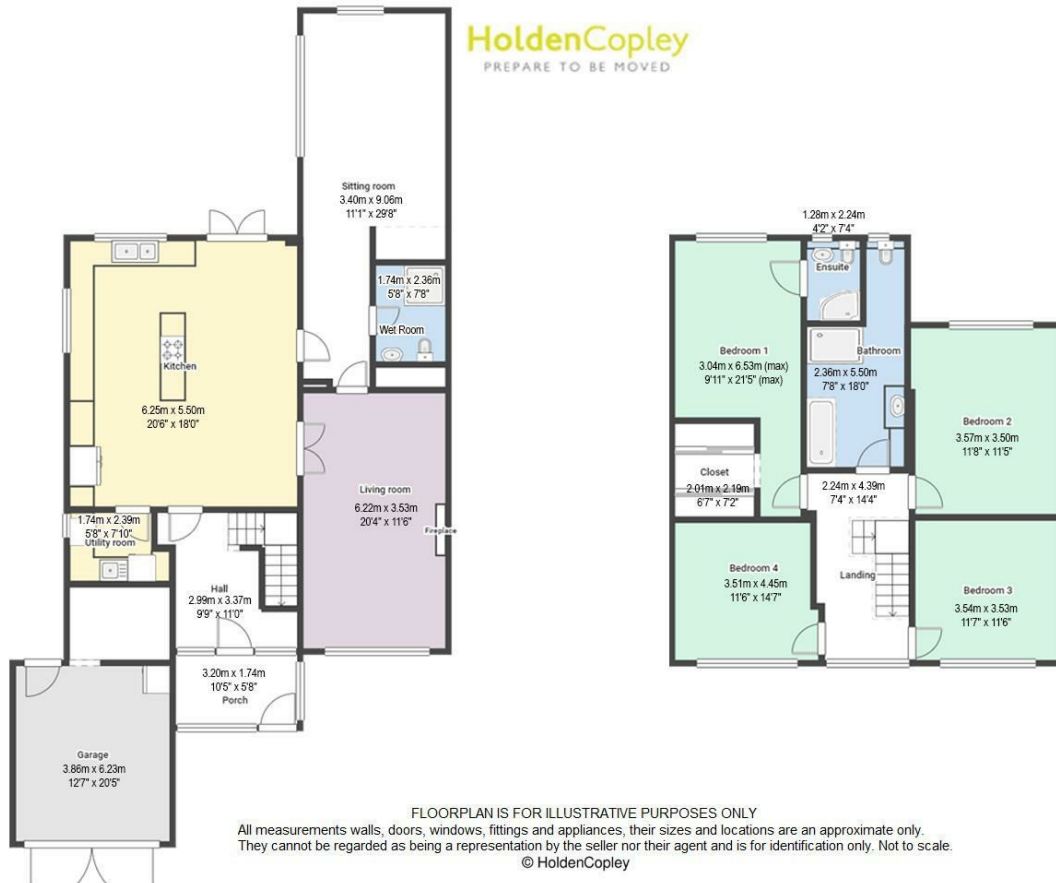 HoldenCopley
PREPARE TO BE MOVED
Sitting room
3.40m x 9.06m
11'1" x 29'8"
1.74m x 2.36m
5'8" x 7'8"
Wet Room
Kitchen
6.25m x 5.50m
20'6" x 18'0"
Living room
6.22m x 3.53m
20'4" x 11'6"
Fireplace
1.74m x 2.39m
5'8" x 7'10"
Utility room
Hall
2.99m x 3.37m
9'9" x 11'0"
3.20m x 1.74m
10'5" x 5'8"
Porch
Garage
3.86m x 6.23m
12'7" x 20'5"
1.28m x 2.24m
4'2" x 7'4"
Ensuite
Bedroom 1
3.04m x 6.53m (max)
9'11" x 21'5" (max)
Bathroom
2.36m x 5.50m
7'8" x 18'0"
Bedroom 2
3.57m x 3.50m
11'8" x 11'5"
Closet
2.01m x 2.19m
6'7" x 7'2"
2.24m x 4.39m
7'4" x 14'4"
Landing
Bedroom 4
3.51m x 4.45m
11'6" x 14'7"
Bedroom 3
3.54m x 3.53m
11'7" x 11'6"
FLOORPLAN IS FOR ILLUSTRATIVE PURPOSES ONLY
All measurements walls, doors, windows, fittings and appliances, their sizes and locations are an approximate only.
They cannot be regarded as being a representation by the seller nor their agent and is for identification only. Not to scale.
© HoldenCopley